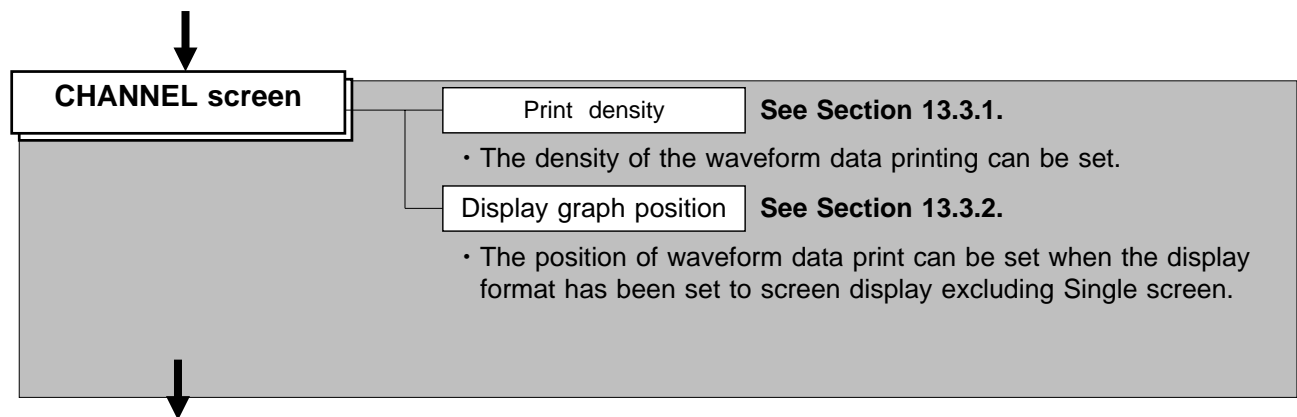 CHANNEL screen
Print density See Section 13.3.1.
・The density of the waveform data printing can be set.
Display graph position See Section 13.3.2.
・The position of waveform data print can be set when the display
format has been set to screen display excluding Single screen.